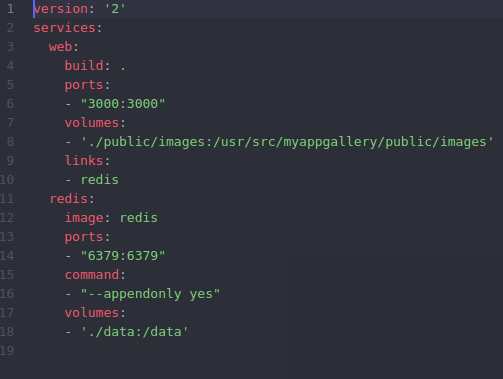 1 version: '2'
2 services:
3   web:
4     build: .
5     ports:
6     - "3000:3000"
7     volumes:
8     - './public/images:/usr/src/myappgallery/public/images'
9     links:
10     - redis
11   redis:
12     image: redis
13     ports:
14     - "6379:6379"
15     command:
16     - "--appendonly yes"
17     volumes:
18     - './data:/data'
19